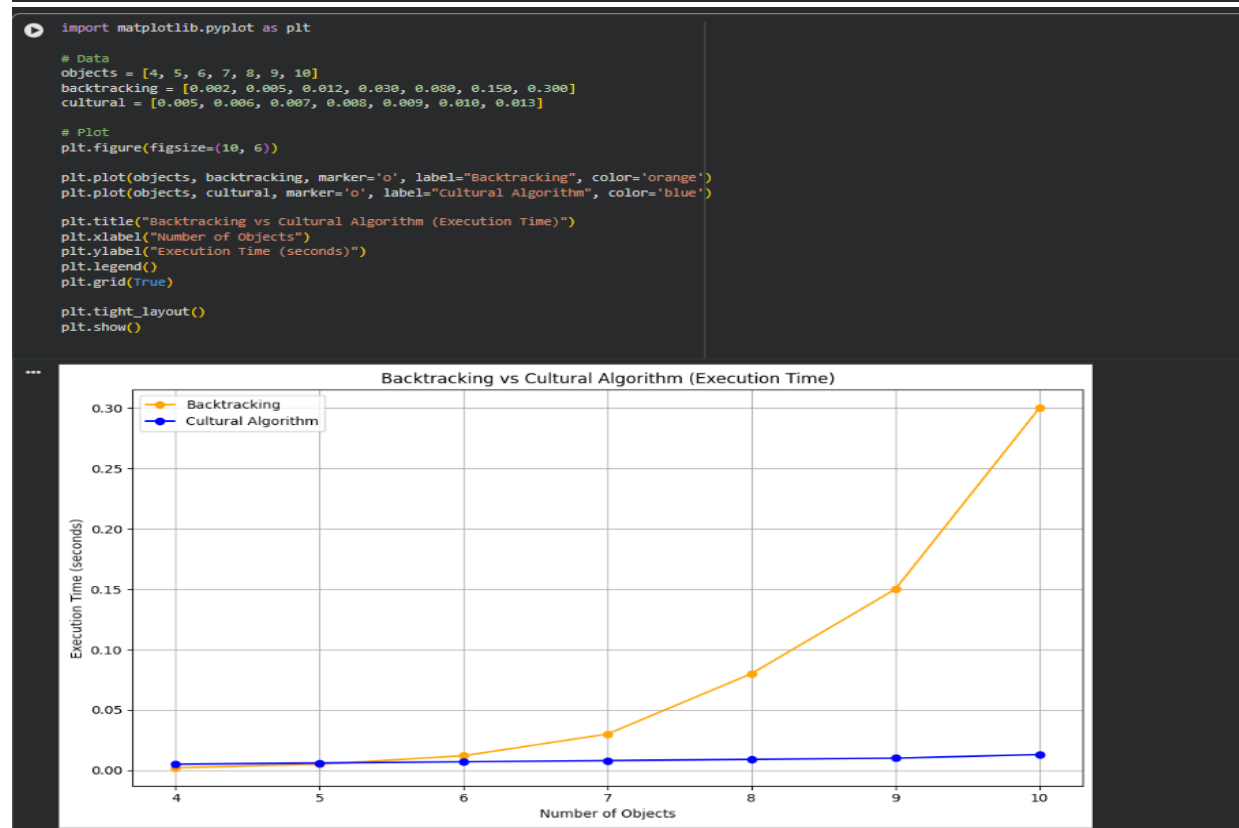 import matplotlib.pyplot as plt
# Data
objects = [4, 5, 6, 7, 8, 9, 10]
backtracking = [0.002, 0.005, 0.012, 0.030, 0.080, 0.150, 0.300]
cultural = [0.005, 0.006, 0.007, 0.008, 0.009, 0.010, 0.013]
# Plot
plt.figure(figsize=(10, 6))
plt.plot(objects, backtracking, marker='o', label="Backtracking", color='orange')
plt.plot(objects, cultural, marker='o', label="Cultural Algorithm", color='blue')
plt.title("Backtracking vs Cultural Algorithm (Execution Time)")
plt.xlabel("Number of Objects")
plt.ylabel("Execution Time (seconds)")
plt.legend()
plt.grid(True)
plt.tight_layout()
plt.show()
Backtracking vs Cultural Algorithm (Execution Time)
Backtracking
Cultural Algorithm
0.30
0.25
0.20
0.15
0.10
0.05
0.00
Execution Time (seconds)
4 5 6 7 8 9 10
Number of Objects